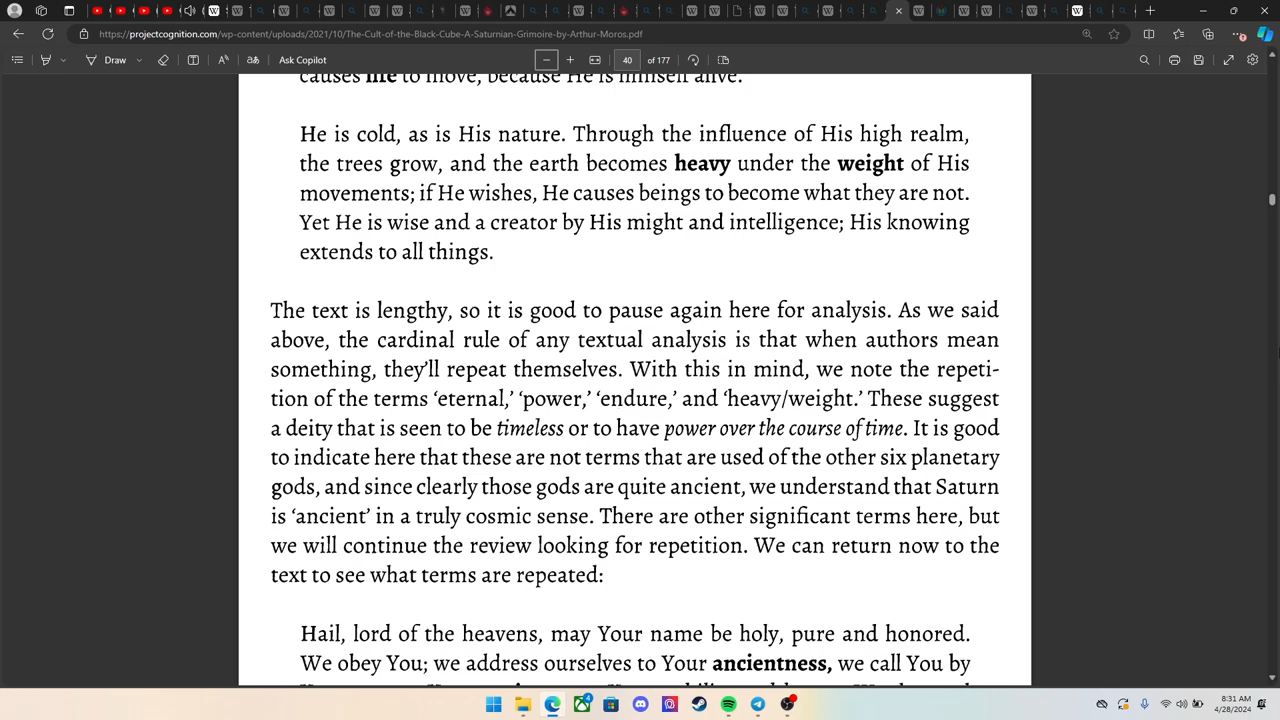 https://projectcognition.com/wp-content/uploads/2021/10/The-Cult-of-the-Black-Cube-A-Saturnian-Grimoire-by-Arthur-Moros.pdf
Draw
Ask Copilot
40 of 177
causes life to move, because He is himself alive.
He is cold, as is His nature. Through the influence of His high realm,
the trees grow, and the earth becomes heavy under the weight of His
movements; if He wishes, He causes beings to become what they are not.
Yet He is wise and a creator by His might and intelligence; His knowing
extends to all things.
The text is lengthy, so it is good to pause again here for analysis. As we said
above, the cardinal rule of any textual analysis is that when authors mean
something, they’ll repeat themselves. With this in mind, we note the repeti-
tion of the terms ‘eternal,’ ‘power,’ ‘endure,’ and ‘heavy/weight.’ These suggest
a deity that is seen to be timeless or to have power over the course of time. It is good
to indicate here that these are not terms that are used of the other six planetary
gods, and since clearly those gods are quite ancient, we understand that Saturn
is ‘ancient’ in a truly cosmic sense. There are other significant terms here, but
we will continue the review looking for repetition. We can return now to the
text to see what terms are repeated:
Hail, lord of the heavens, may Your name be holy, pure and honored.
We obey You; we address ourselves to Your ancientness, we call You by
8:31 AM
4/28/2024